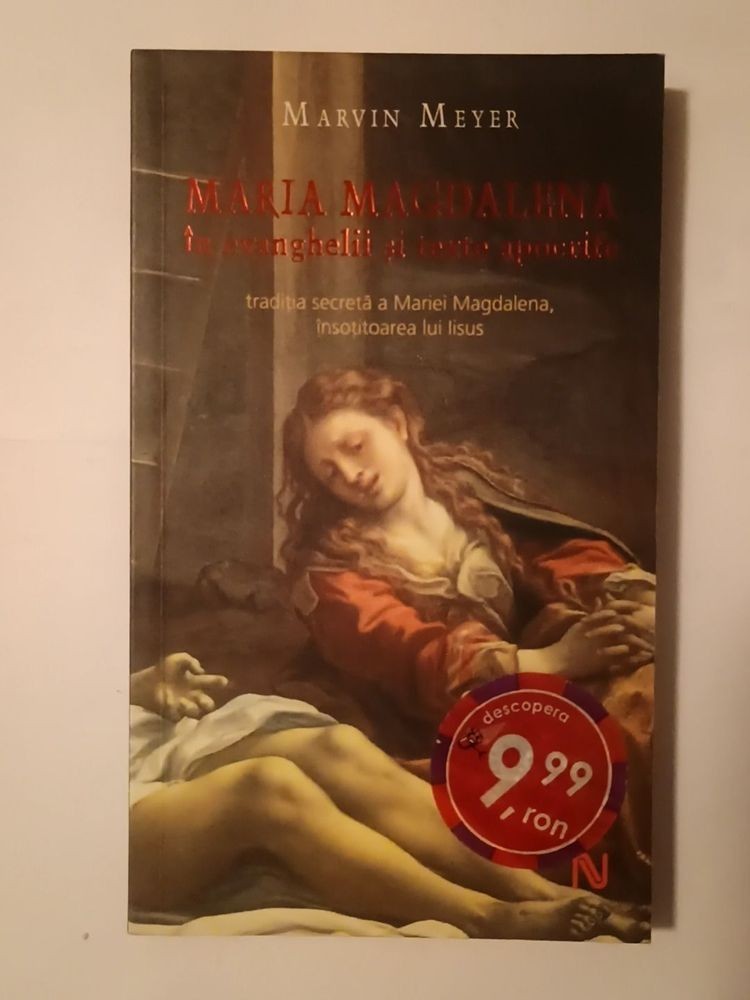 MARVIN MEYER
MARIA MAGDALENA
în evanghelii și texte apocrife
tradiția secretă a Mariei Magdalena,
însoțitoarea lui Iisus
descopera
9,99
ron
N